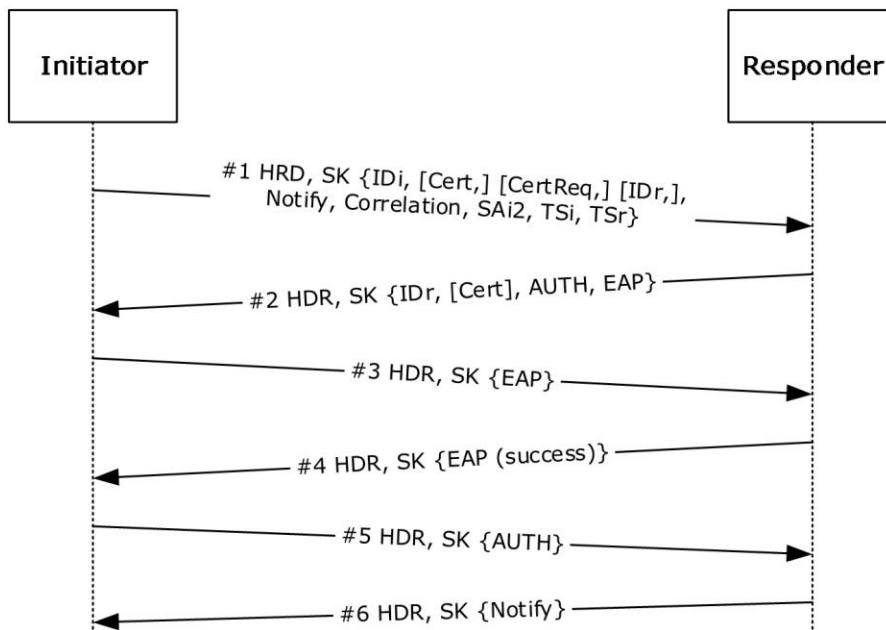 Initiator
Responder
#1 HRD, SK {IDi, [Cert,] [CertReq,] [IDr,],
Notify, Correlation, SAi2, TSi, TSr}
#2 HDR, SK {IDr, [Cert], AUTH, EAP}
#3 HDR, SK {EAP}
#4 HDR, SK {EAP (success)}
#5 HDR, SK {AUTH}
#6 HDR, SK {Notify}